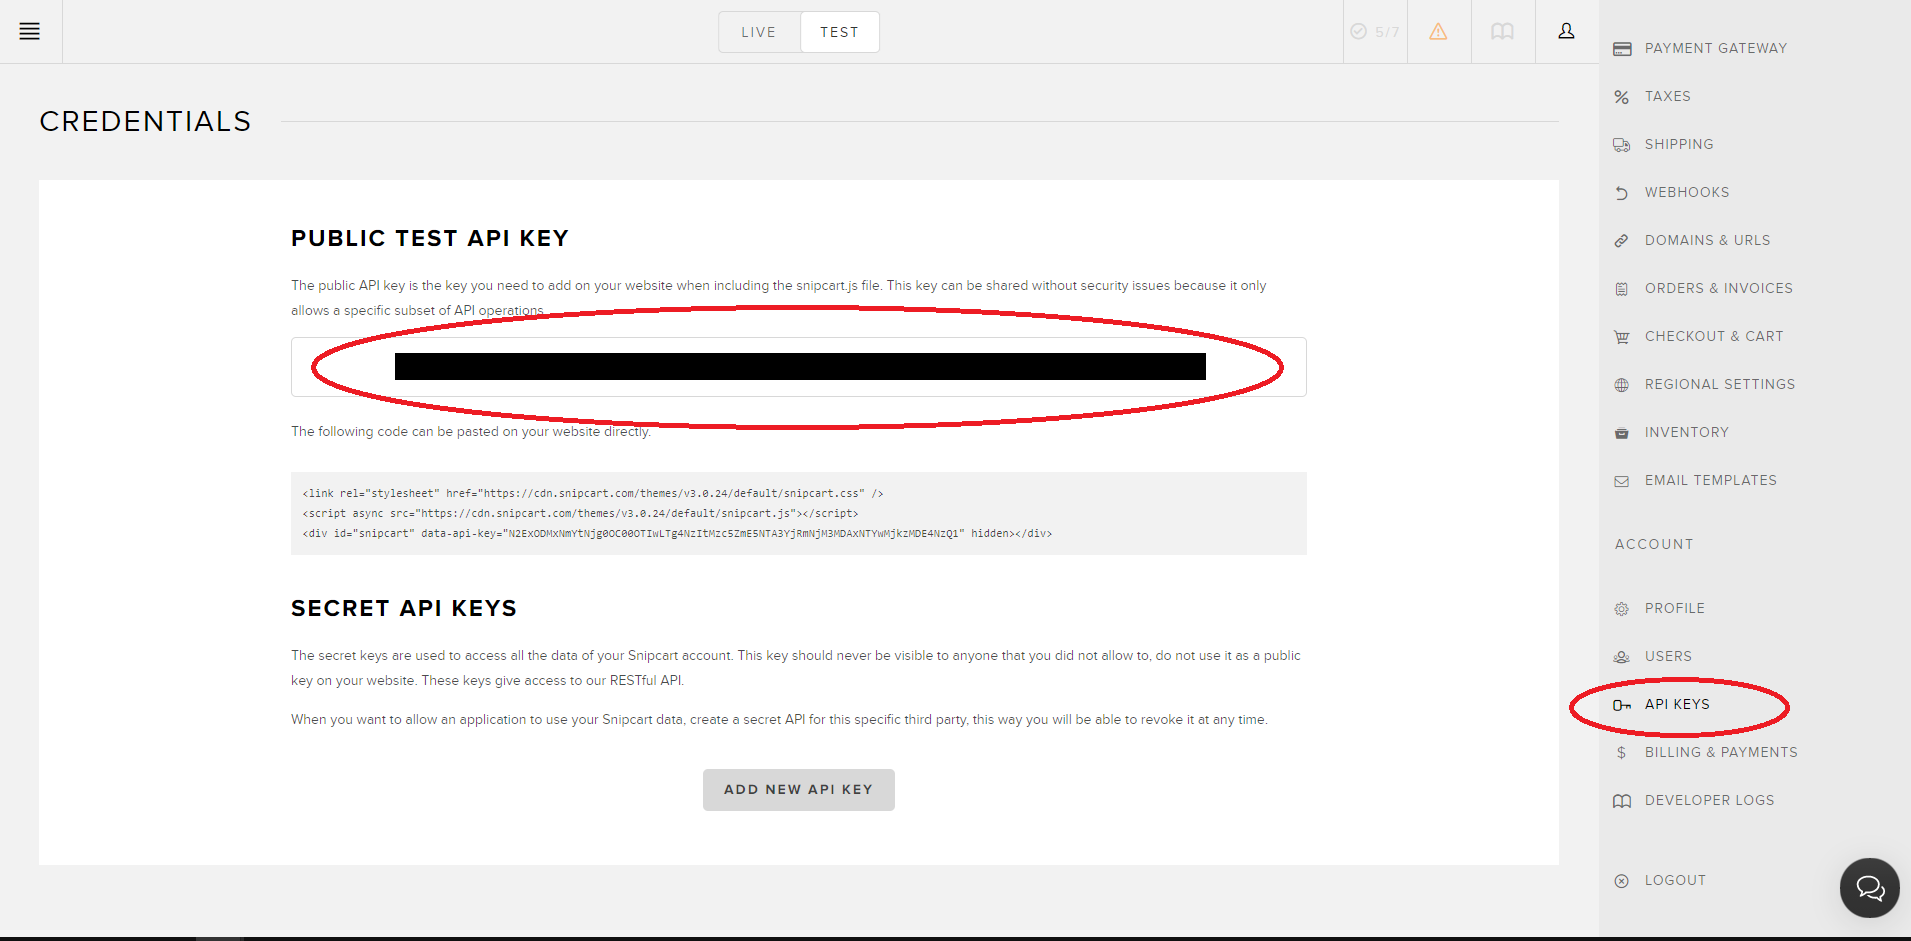 LIVE
TEST
5/7
CREDENTIALS
PUBLIC TEST API KEY
The public API key is the key you need to add on your website when including the snipcart.js file. This key can be shared without security issues because it only
allows a specific subset of API operations.
The following code can be pasted on your website directly.
<link rel="stylesheet" href="https://cdn.snipcart.com/themes/v3.0.24/default/snipcart.css" />
<script async src="https://cdn.snipcart.com/themes/v3.0.24/default/snipcart.js"></script>
<div id="snipcart" data-api-key="N2ExODMxNmYtNjg0OC00OTIwLTg4NzItMzc5ZmE5NTA3YjRmNjM3MDAxNTYwMjkzMDE4NzQ1" hidden></div>
SECRET API KEYS
The secret keys are used to access all the data of your Snipcart account. This key should never be visible to anyone that you did not allow to, do not use it as a public
key on your website. These keys give access to our RESTful API.
When you want to allow an application to use your Snipcart data, create a secret API for this specific third party, this way you will be able to revoke it at any time.
ADD NEW API KEY
PAYMENT GATEWAY
TAXES
SHIPPING
WEBHOOKS
DOMAINS & URLS
ORDERS & INVOICES
CHECKOUT & CART
REGIONAL SETTINGS
INVENTORY
EMAIL TEMPLATES
ACCOUNT
PROFILE
USERS
API KEYS
BILLING & PAYMENTS
DEVELOPER LOGS
LOGOUT